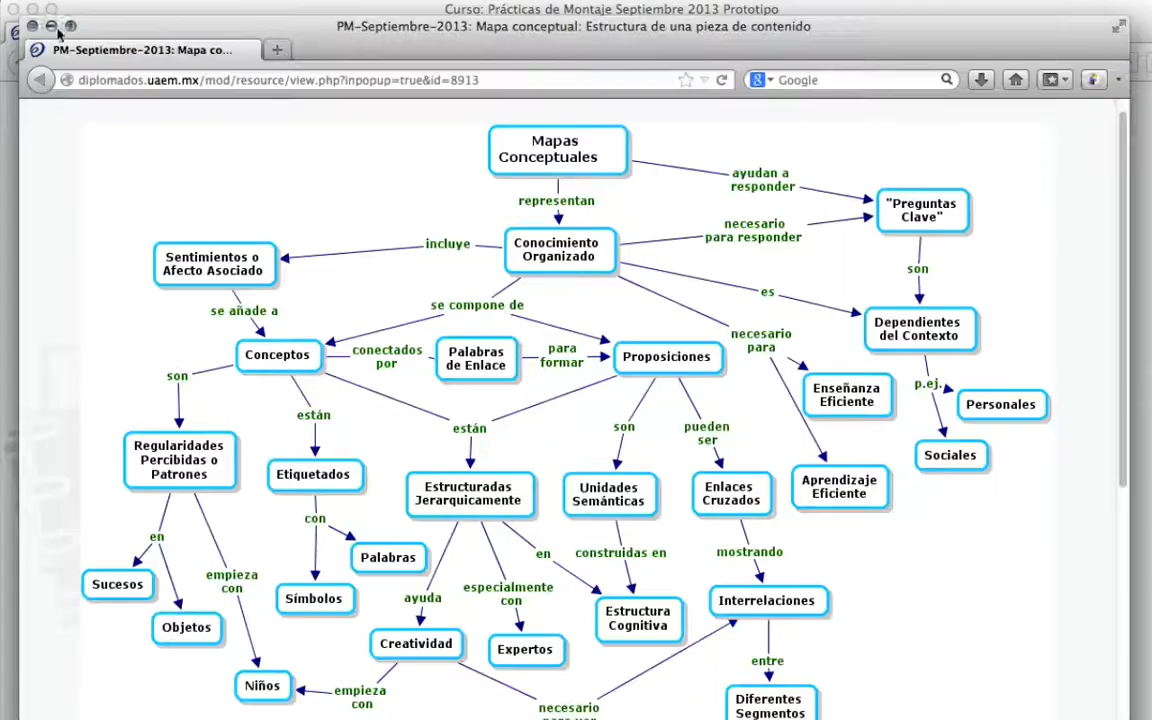 Curso: Prácticas de Montaje Septiembre 2013 Prototipo
PM-Septiembre-2013: Mapa conceptual: Estructura de una pieza de contenido
PM-Septiembre-2013: Mapa co...
diplomados.uaem.mx/mod/resource/view.php?inpopup=true&id=8913
Google
Mapas
Conceptuales
ayudan a
responder
representan
"Preguntas
Clave"
necesario
para responder
incluye
Conocimiento
Organizado
Sentimientos o
Afecto Asociado
son
es
se añade a
se compone de
Dependientes
del Contexto
necesario
para
Conceptos
conectados
por
Palabras
de Enlace
para
formar
Proposiciones
son
p.ej.
Enseñanza
Eficiente
Personales
están
están
son
pueden
ser
Sociales
Regularidades
Percibidas o
Patrones
Etiquetados
Estructuradas
Jerarquicamente
Unidades
Semánticas
Enlaces
Cruzados
Aprendizaje
Eficiente
con
en
Palabras
en
construidas en
mostrando
Sucesos
empieza
con
Símbolos
ayuda
especialmente
con
Estructura
Cognitiva
Interrelaciones
Objetos
Creatividad
Expertos
entre
Niños
empieza
con
necesario
Diferentes
Segmentos